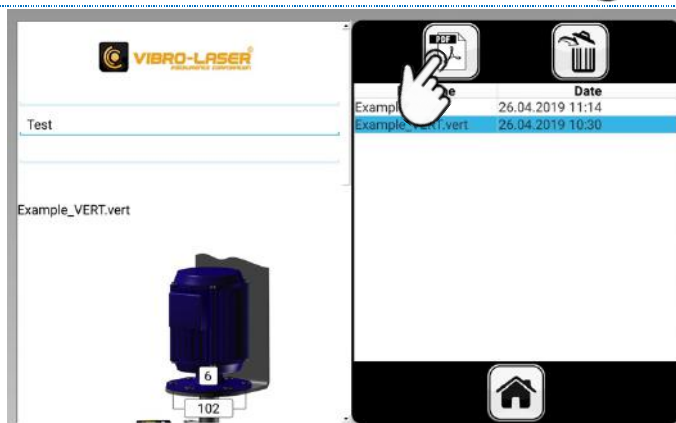 VIBRO-LASER
Test
Example_VERT.vert
6
102
PDF
Date
26.04.2019 11:14
Example_VERT.vert 26.04.2019 10:30